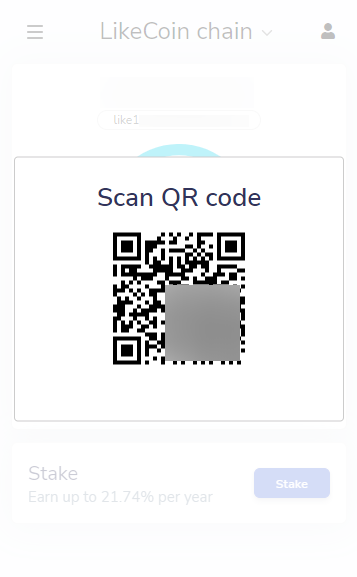 LikeCoin chain
like1
Scan QR code
Stake
Earn up to 21.74% per year
Stake